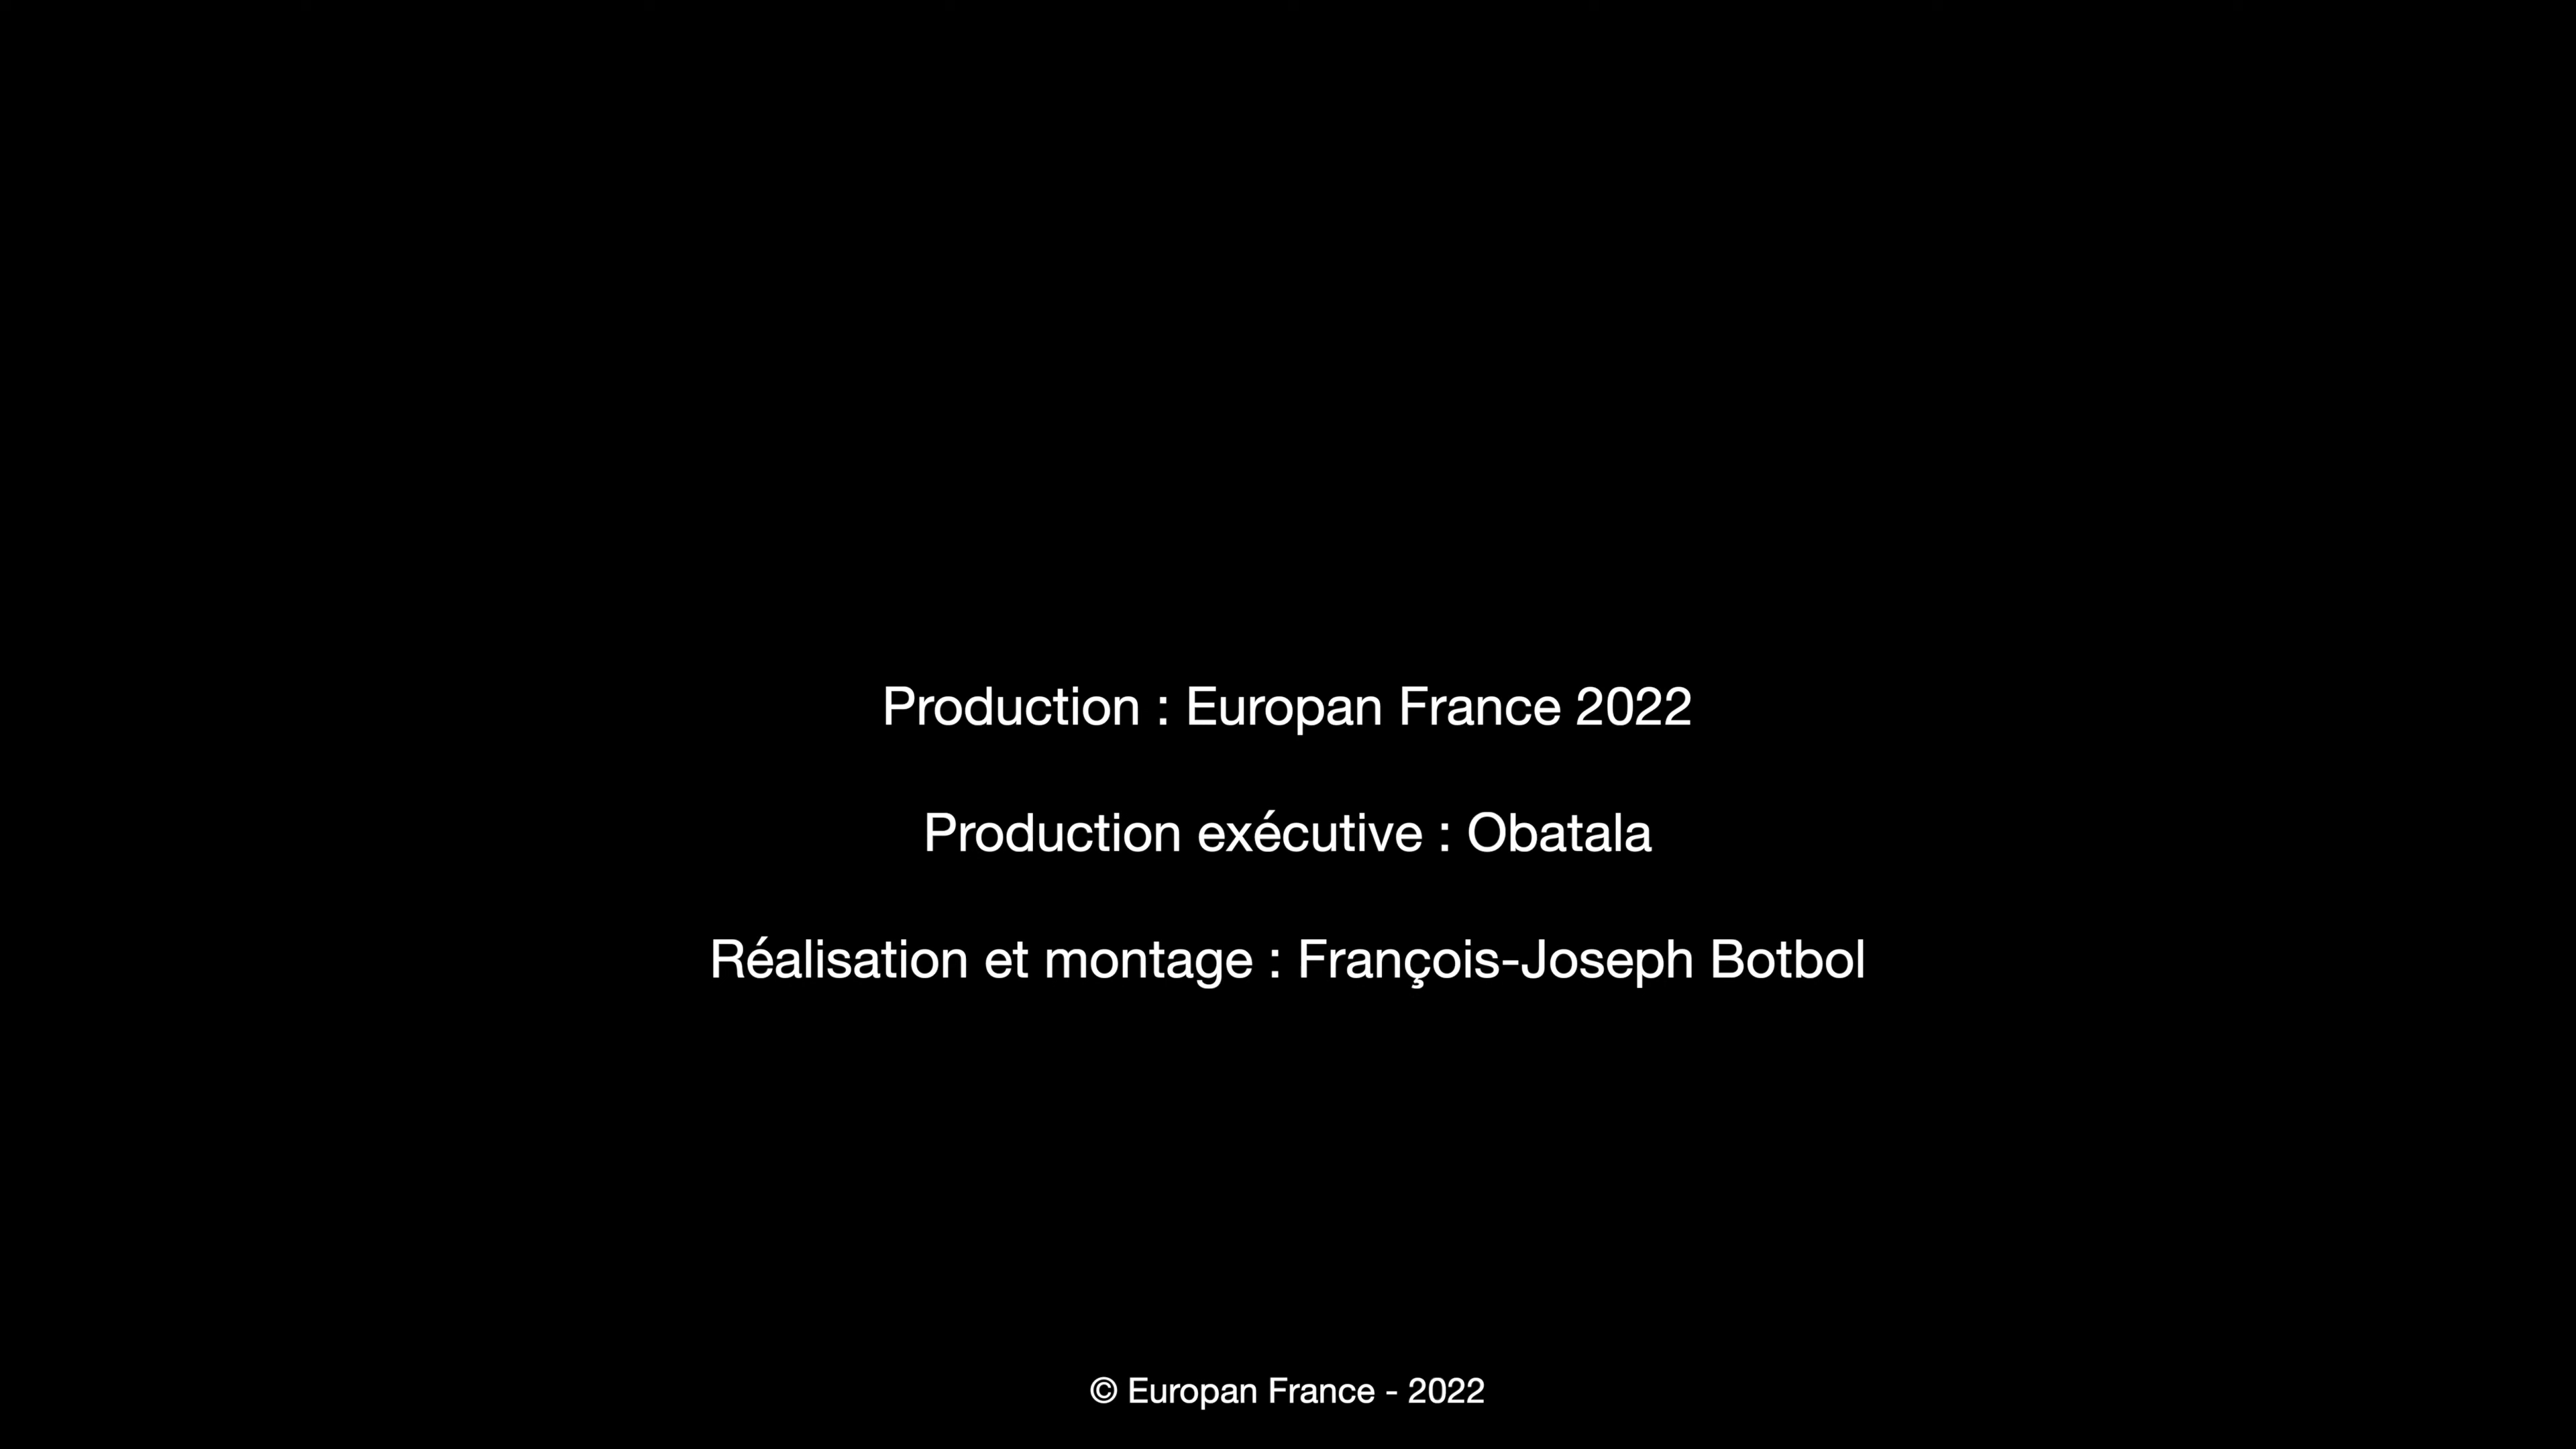 Production : Europan France 2022
Production exécutive : Obatala
Réalisation et montage : François-Joseph Botbol
© Europan France - 2022